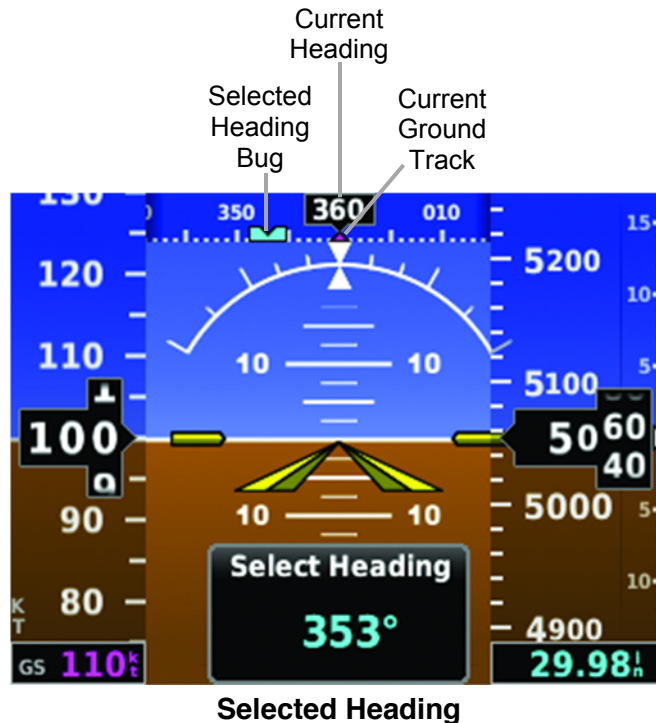 Current
Heading
Selected
Heading
Bug
Current
Ground
Track
130
350
360
010
15
5200
120
10
110
10
10
5
5100
100
5060
40
90
10
10
5000
5
Select Heading
353°
10
80
KT
4900
GS 110kt
29.98in
Selected Heading